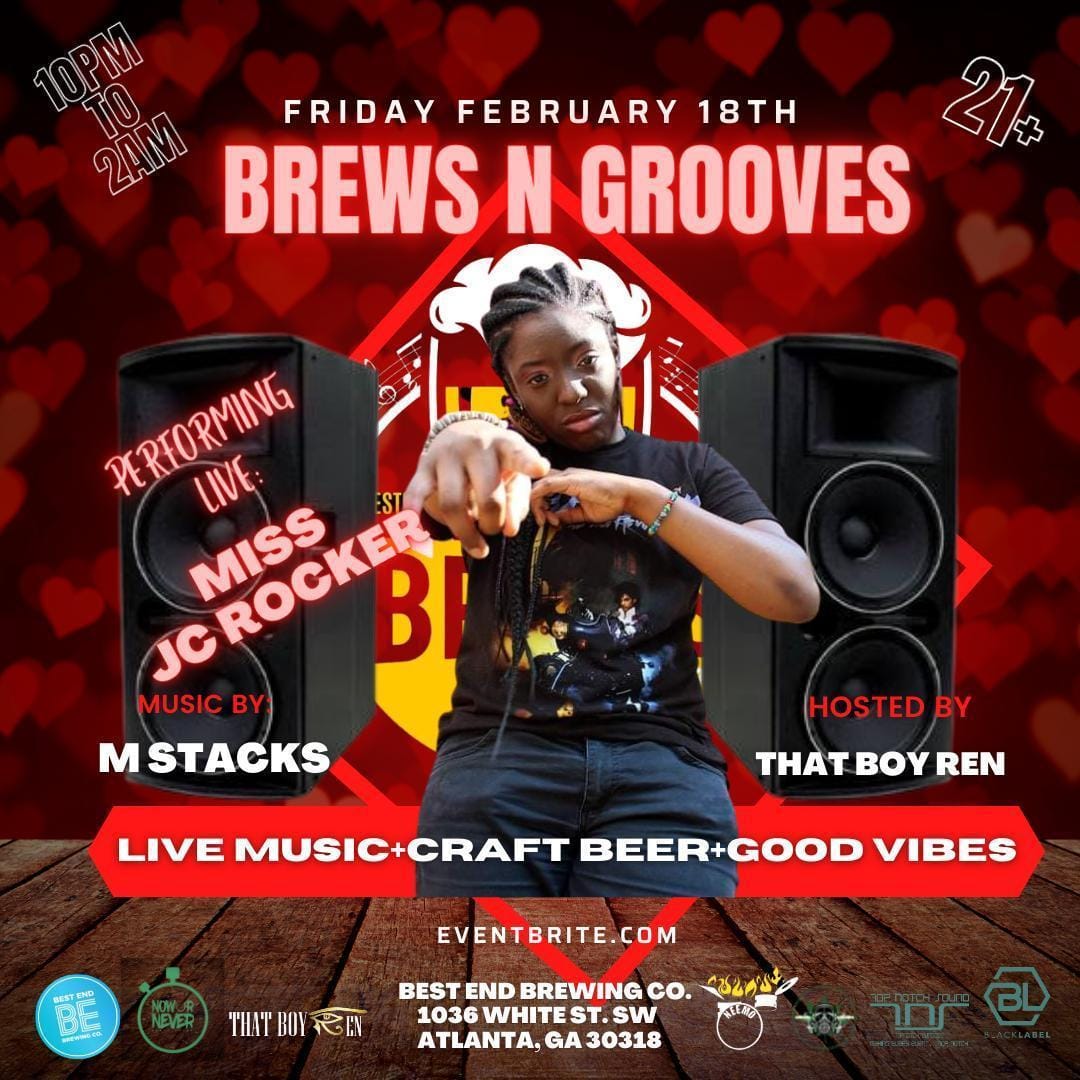 10PM
TO
2AM
21+
FRIDAY FEBRUARY 18TH
BREWS N GROOVES
PERFORMING
LIVE:
MISS
JC ROCKER
MUSIC BY:
M STACKS
HOSTED BY
THAT BOY REN
LIVE MUSIC+CRAFT BEER+GOOD VIBES
EVENTBRITE.COM
BEST END
BE
BREWING CO.
NOW OR
NEVER
THAT BOY REN
BEST END BREWING CO.
1036 WHITE ST. SW
ATLANTA, GA 30318
KEEMO
TOP NOTCH SOUND
BL
BLACKLABEL